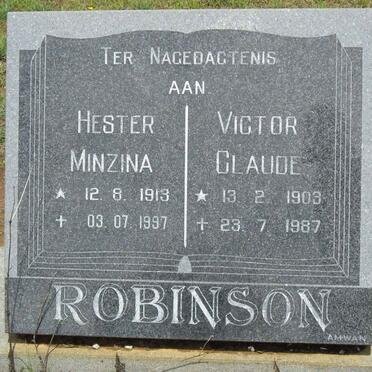 TER NAGEDAGTENIS
AAN
HESTER
MINZINA
* 12. 8. 1913
+ 03. 07. 1997
VICTOR
CLAUDE
* 13. 2. 1903
+ 23. 7. 1987
ROBINSON
AMWAN